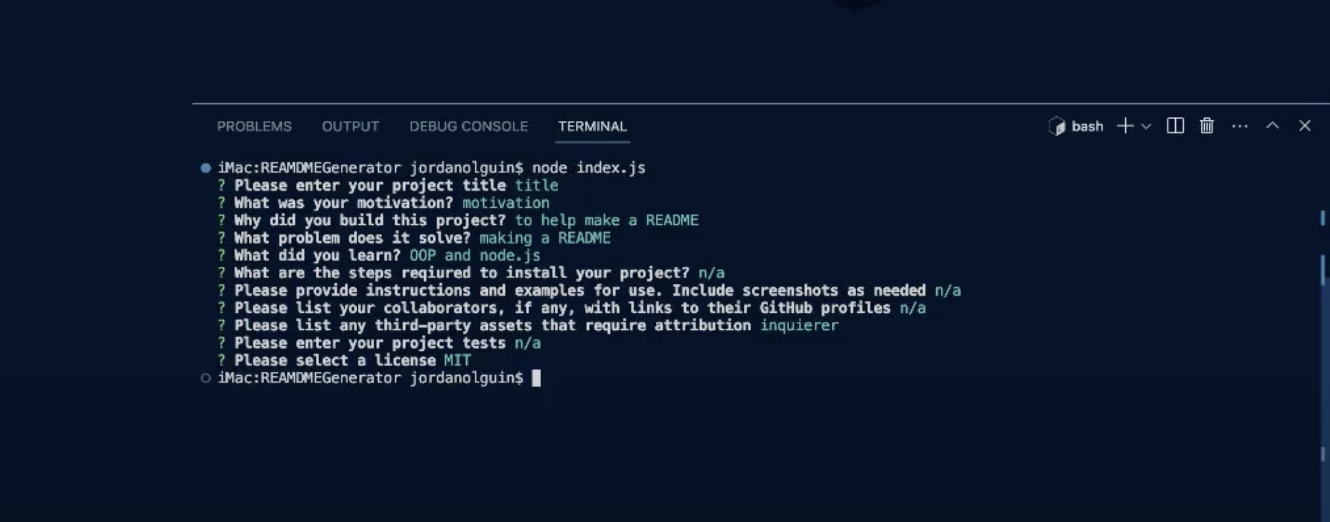 PROBLEMS OUTPUT DEBUG CONSOLE TERMINAL bash
iMac:REAMDMEGenerator jordanolguin$ node index.js
? Please enter your project title title
? What was your motivation? motivation
? Why did you build this project? to help make a README
? What problem does it solve? making a README
? What did you learn? OOP and node.js
? What are the steps reqiured to install your project? n/a
? Please provide instructions and examples for use. Include screenshots as needed n/a
? Please list your collaborators, if any, with links to their GitHub profiles n/a
? Please list any third-party assets that require attribution inquierer
? Please enter your project tests n/a
? Please select a license MIT
iMac:REAMDMEGenerator jordanolguin$